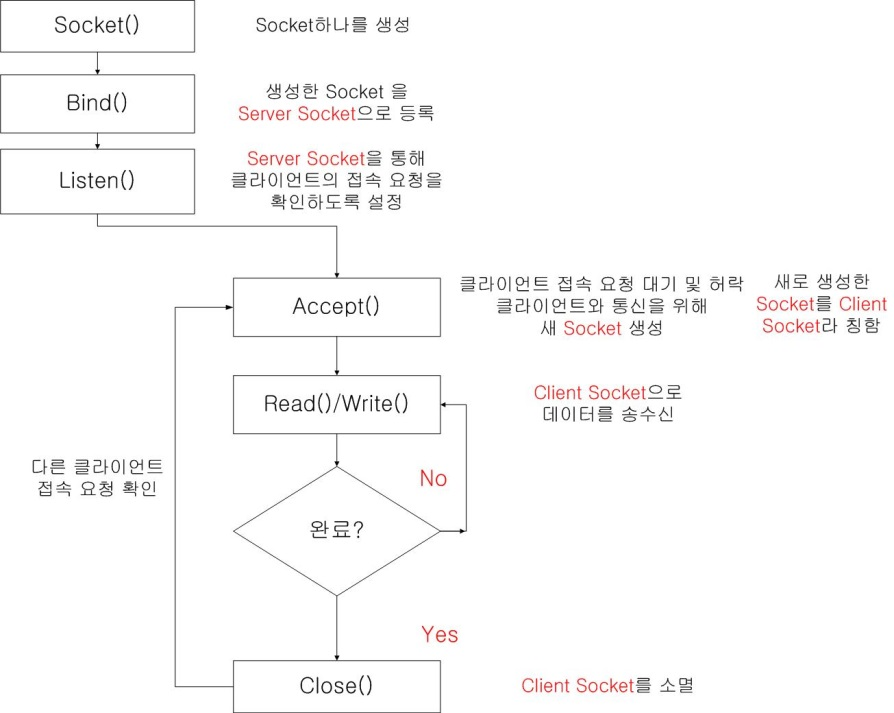 Socket()
Socket하나를 생성
Bind()
생성한 Socket 을
Server Socket으로 등록
Listen()
Server Socket을 통해
클라이언트의 접속 요청을
확인하도록 설정
Accept()
클라이언트 접속 요청 대기 및 허락
클라이언트와 통신을 위해
새 Socket 생성
새로 생성한
Socket를 Client
Socket라 칭함
Read()/Write()
Client Socket으로
데이터를 송수신
다른 클라이언트
접속 요청 확인
No
완료?
Yes
Close()
Client Socket를 소멸